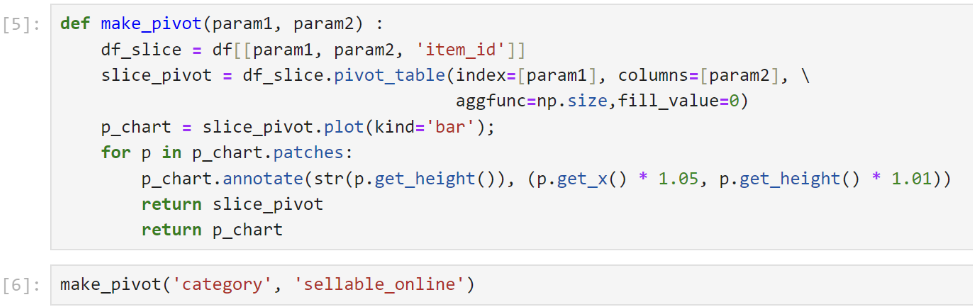 [5]: def make_pivot(param1, param2) :
    df_slice = df[[param1, param2, 'item_id']]
    slice_pivot = df_slice.pivot_table(index=[param1], columns=[param2], \
                                       aggfunc=np.size,fill_value=0)
    p_chart = slice_pivot.plot(kind='bar');
    for p in p_chart.patches:
        p_chart.annotate(str(p.get_height()), (p.get_x() * 1.05, p.get_height() * 1.01))
        return slice_pivot
        return p_chart
[6]: make_pivot('category', 'sellable_online')